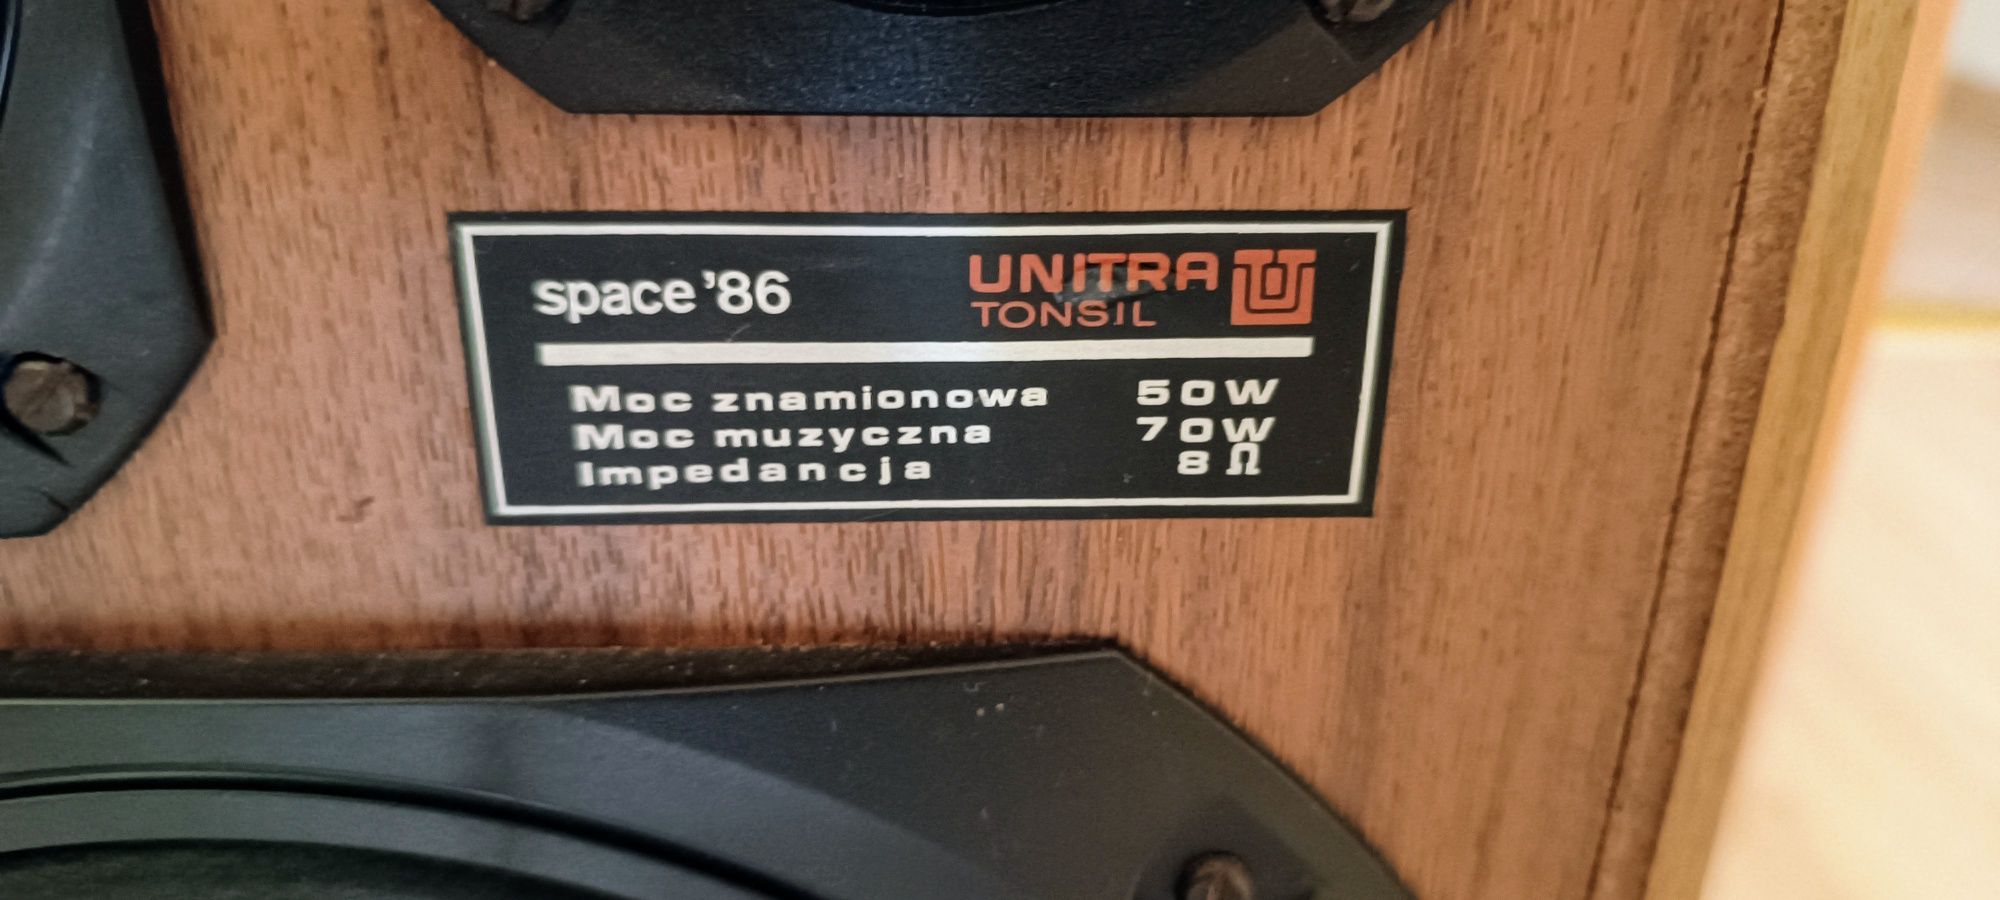 space '86
UNITRA
TONSIL
Moc znamionowa 50W
Moc muzyczna 70W
Impedancja 8 Ω